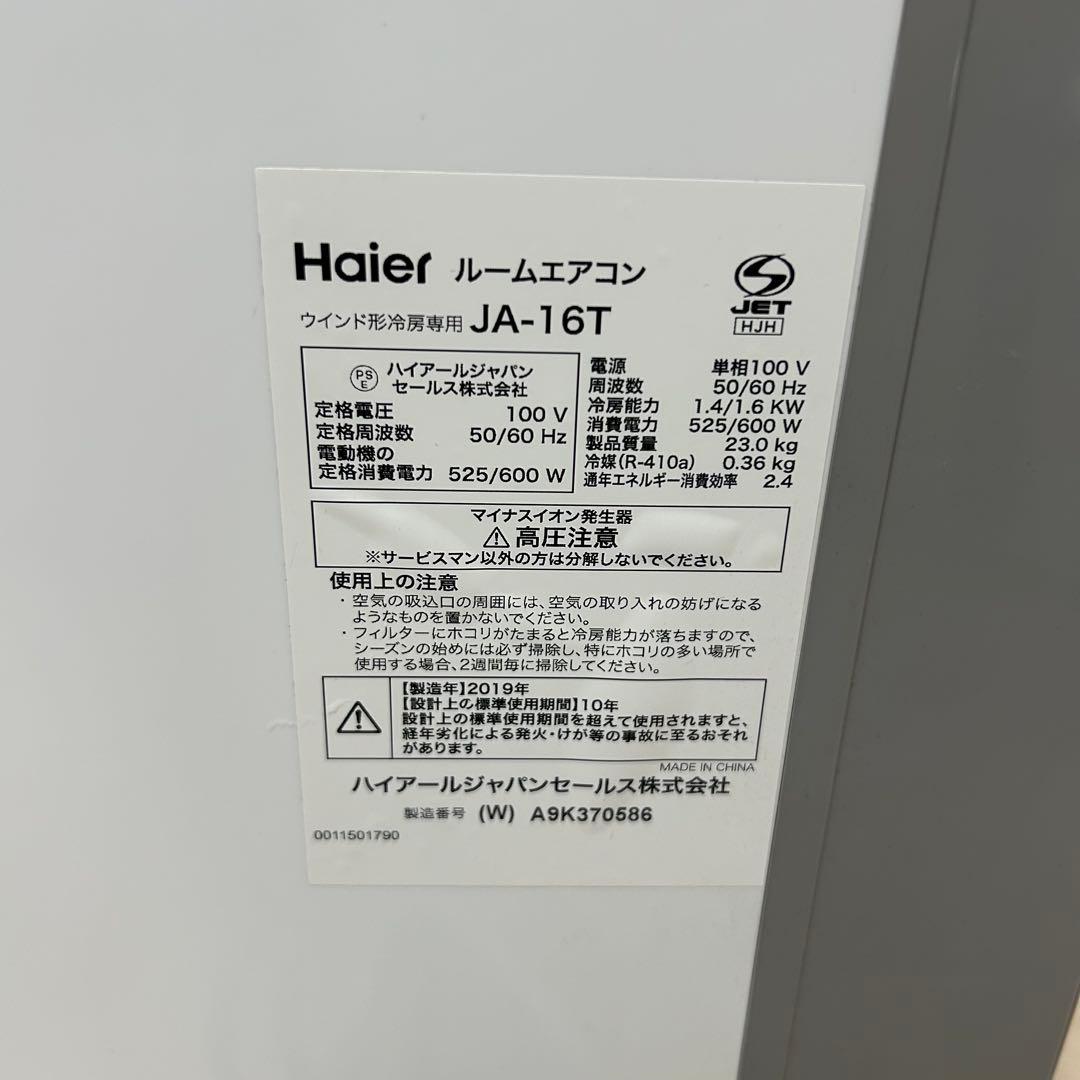 Haier ルームエアコン
ウインド形冷房専用 JA-16T
JET
HJH
PS
E
ハイアールジャパン
セールス株式会社
定格電圧 100 V
定格周波数 50/60 Hz
電動機の
定格消費電力 525/600 W
電源 単相100 V
周波数 50/60 Hz
冷房能力 1.4/1.6 KW
消費電力 525/600 W
製品質量 23.0 kg
冷媒(R-410a) 0.36 kg
通年エネルギー消費効率 2.4
マイナスイオン発生器
⚠高圧注意
※サービスマン以外の方は分解しないでください。
使用上の注意
・空気の吸込口の周囲には、空気の取り入れの妨げになる
ようなものを置かないでください。
・フィルターにホコリがたまると冷房能力が落ちますので、
シーズンの始めには必ず掃除し、特にホコリの多い場所で
使用する場合、2週間毎に掃除してください。
【製造年】2019年
【設計上の標準使用期間】10年
設計上の標準使用期間を超えて使用されますと、
経年劣化による発火・けが等の事故に至るおそれ
があります。
MADE IN CHINA
ハイアールジャパンセールス株式会社
製造番号 (W) A9K370586
0011501790